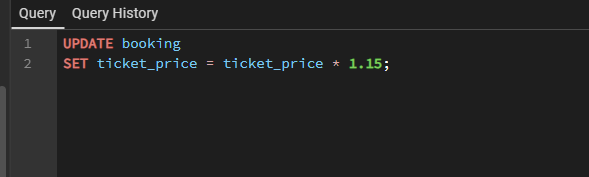 Query Query History
1 UPDATE booking
2 SET ticket_price = ticket_price * 1.15;